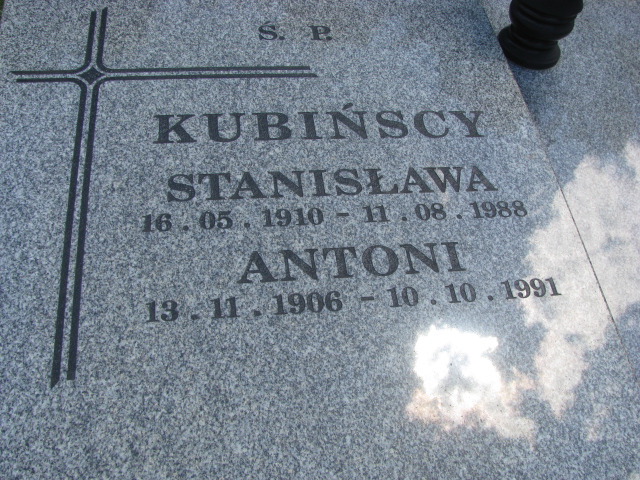 Ś. P.
KUBIŃSCY
STANISŁAWA
16.05.1910 - 11.08.1988
ANTONI
13.11.1906 - 10.10.1991